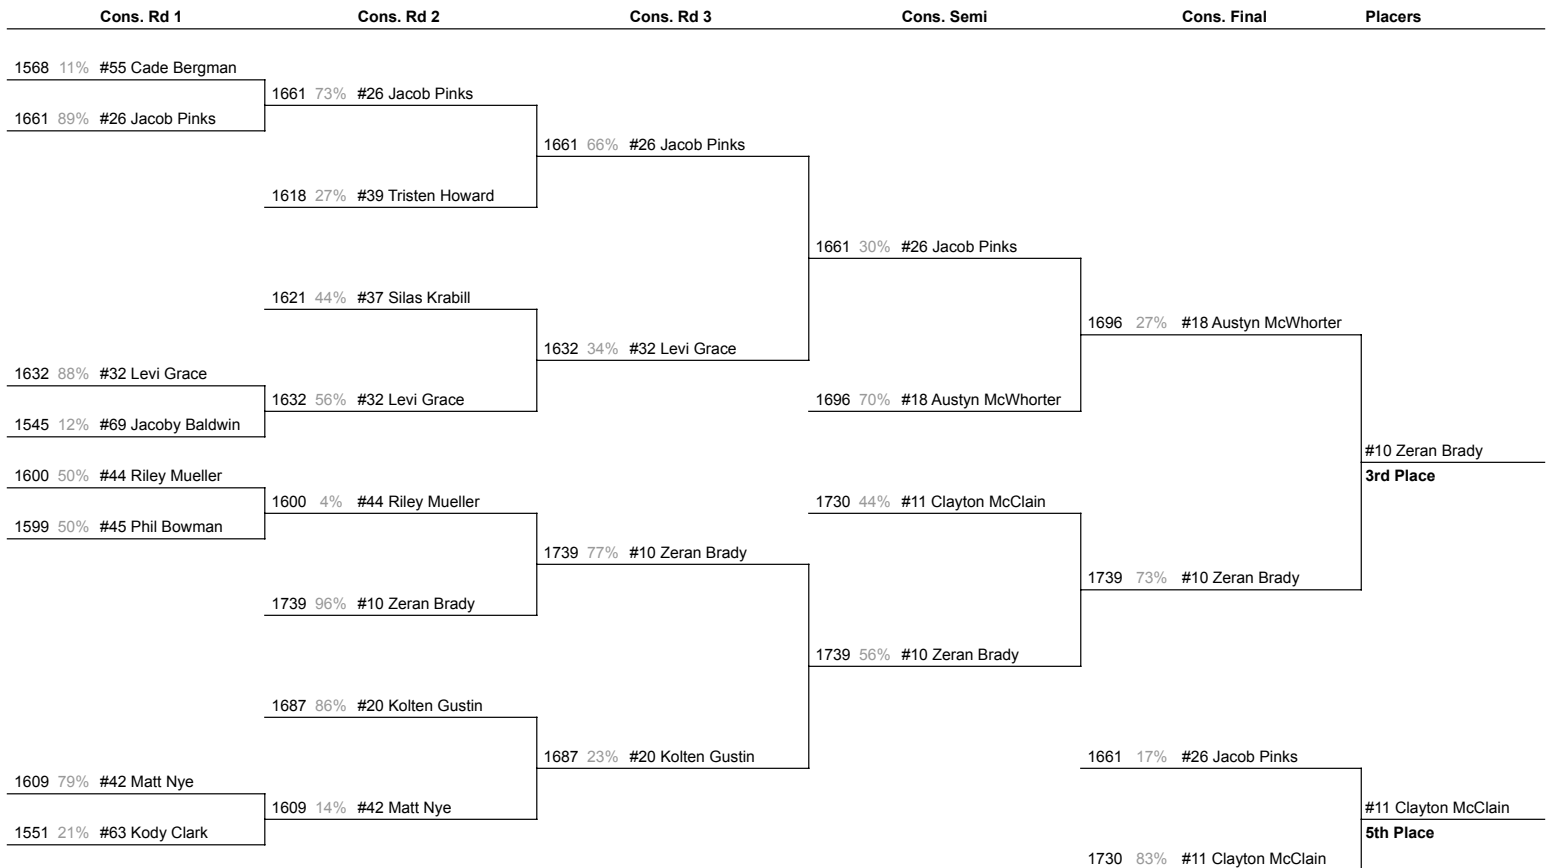 Cons. Rd 1 Cons. Rd 2 Cons. Rd 3 Cons. Semi Cons. Final Placers
1568 11% #55 Cade Bergman
1661 73% #26 Jacob Pinks
1661 89% #26 Jacob Pinks
1661 66% #26 Jacob Pinks
1618 27% #39 Tristen Howard
1661 30% #26 Jacob Pinks
1621 44% #37 Silas Krabill
1696 27% #18 Austyn McWhorter
1632 34% #32 Levi Grace
1632 88% #32 Levi Grace
1632 56% #32 Levi Grace 1696 70% #18 Austyn McWhorter
1545 12% #69 Jacoby Baldwin
#10 Zeran Brady
1600 50% #44 Riley Mueller 3rd Place
1600 4% #44 Riley Mueller 1730 44% #11 Clayton McClain
1599 50% #45 Phil Bowman
1739 77% #10 Zeran Brady
1739 73% #10 Zeran Brady
1739 96% #10 Zeran Brady
1739 56% #10 Zeran Brady
1687 86% #20 Kolten Gustin
1687 23% #20 Kolten Gustin 1661 17% #26 Jacob Pinks
1609 79% #42 Matt Nye
1609 14% #42 Matt Nye #11 Clayton McClain
1551 21% #63 Kody Clark 5th Place
1730 83% #11 Clayton McClain